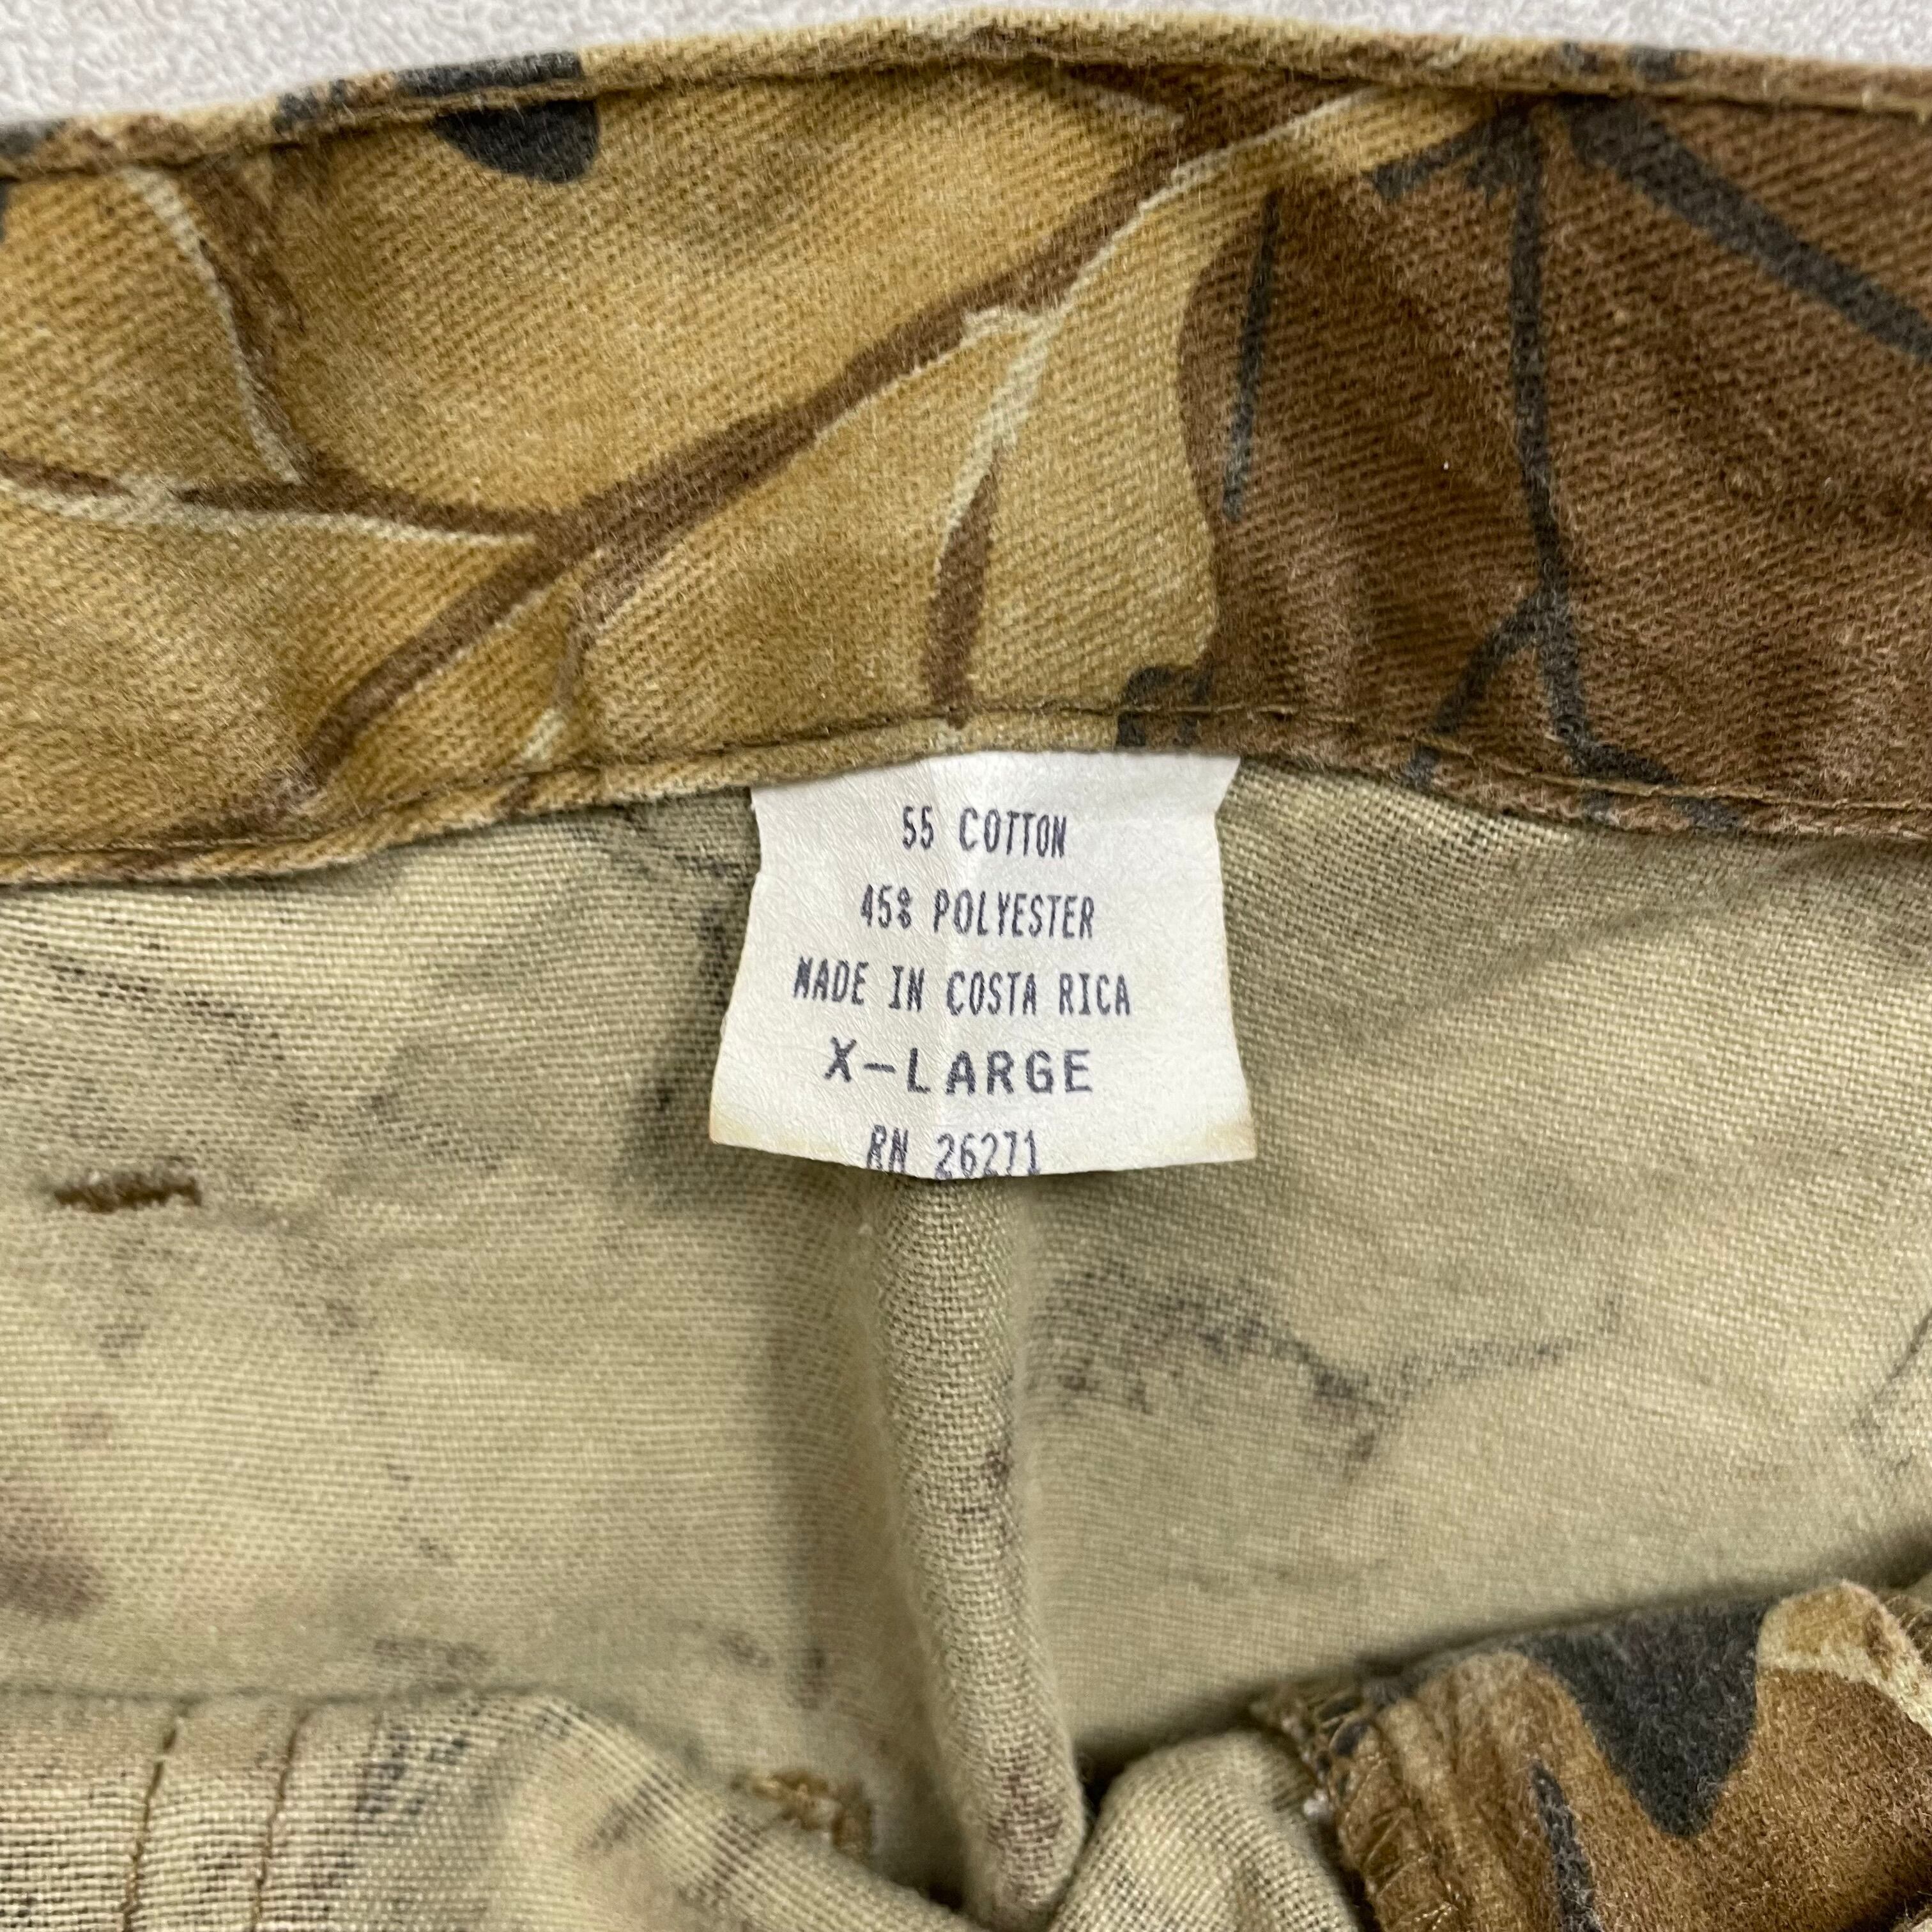 55 COTTON
45% POLYESTER
MADE IN COSTA RICA
X-LARGE
RN 26271